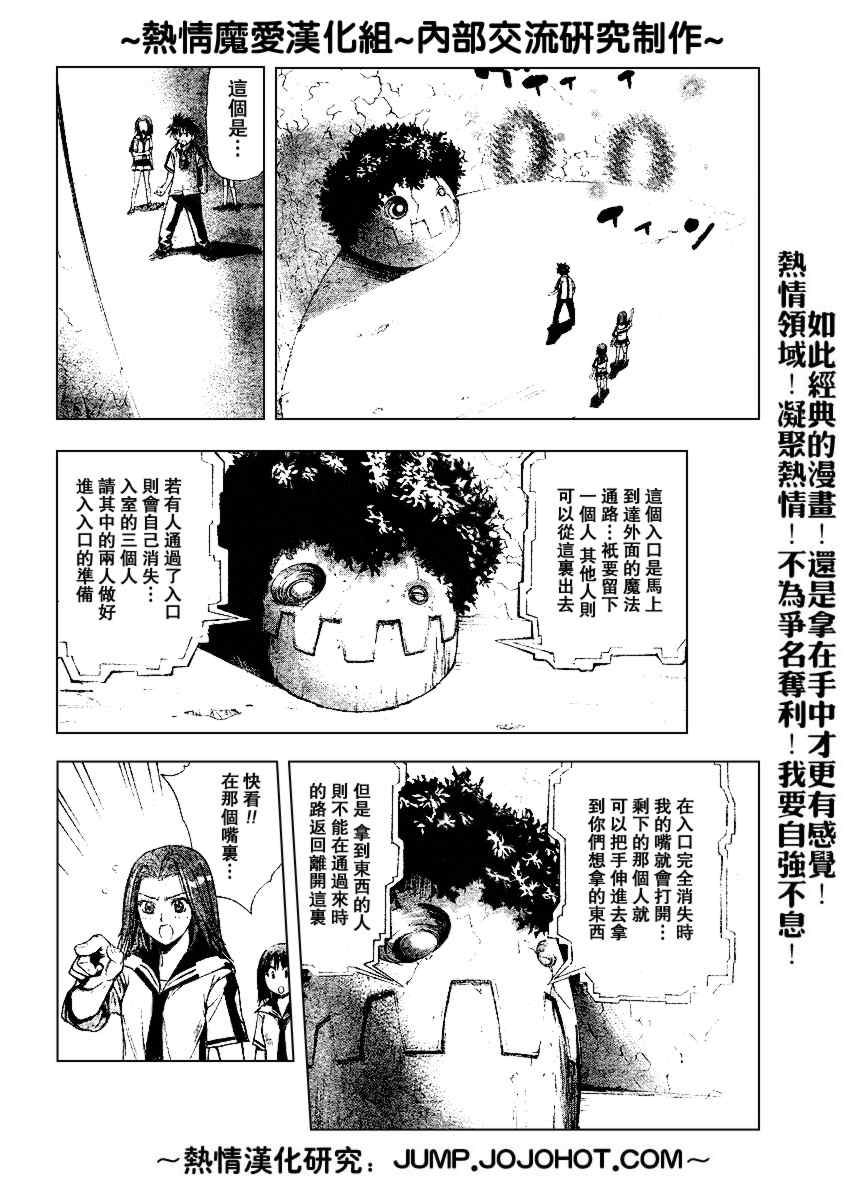 ~熱情魔愛漢化組~內部交流研究制作~
ィィィ
ィィン
這個是…
這個入口是馬上
到達外面的魔法
通路…衹要留下
一個人 其他人則
可以從這裏出去
若有人通過了入口
則會自己消失…
入室的三個人
請其中的兩人做好
進入入口的準備
在入口完全消失時
我的嘴就會打開…
剩下的那個人就
可以把手伸進去拿
到你們想拿的東西
但是 拿到東西的人
則不能在通過來時
的路返回離開這裏
快看!!
在那個嘴裏…
如此經典的漫畫!還是拿在手中才更有感覺!
熱情領域!凝聚熱情!不為爭名奪利!我要自強不息!
~熱情漢化研究:JUMP.JOJOHOT.COM~